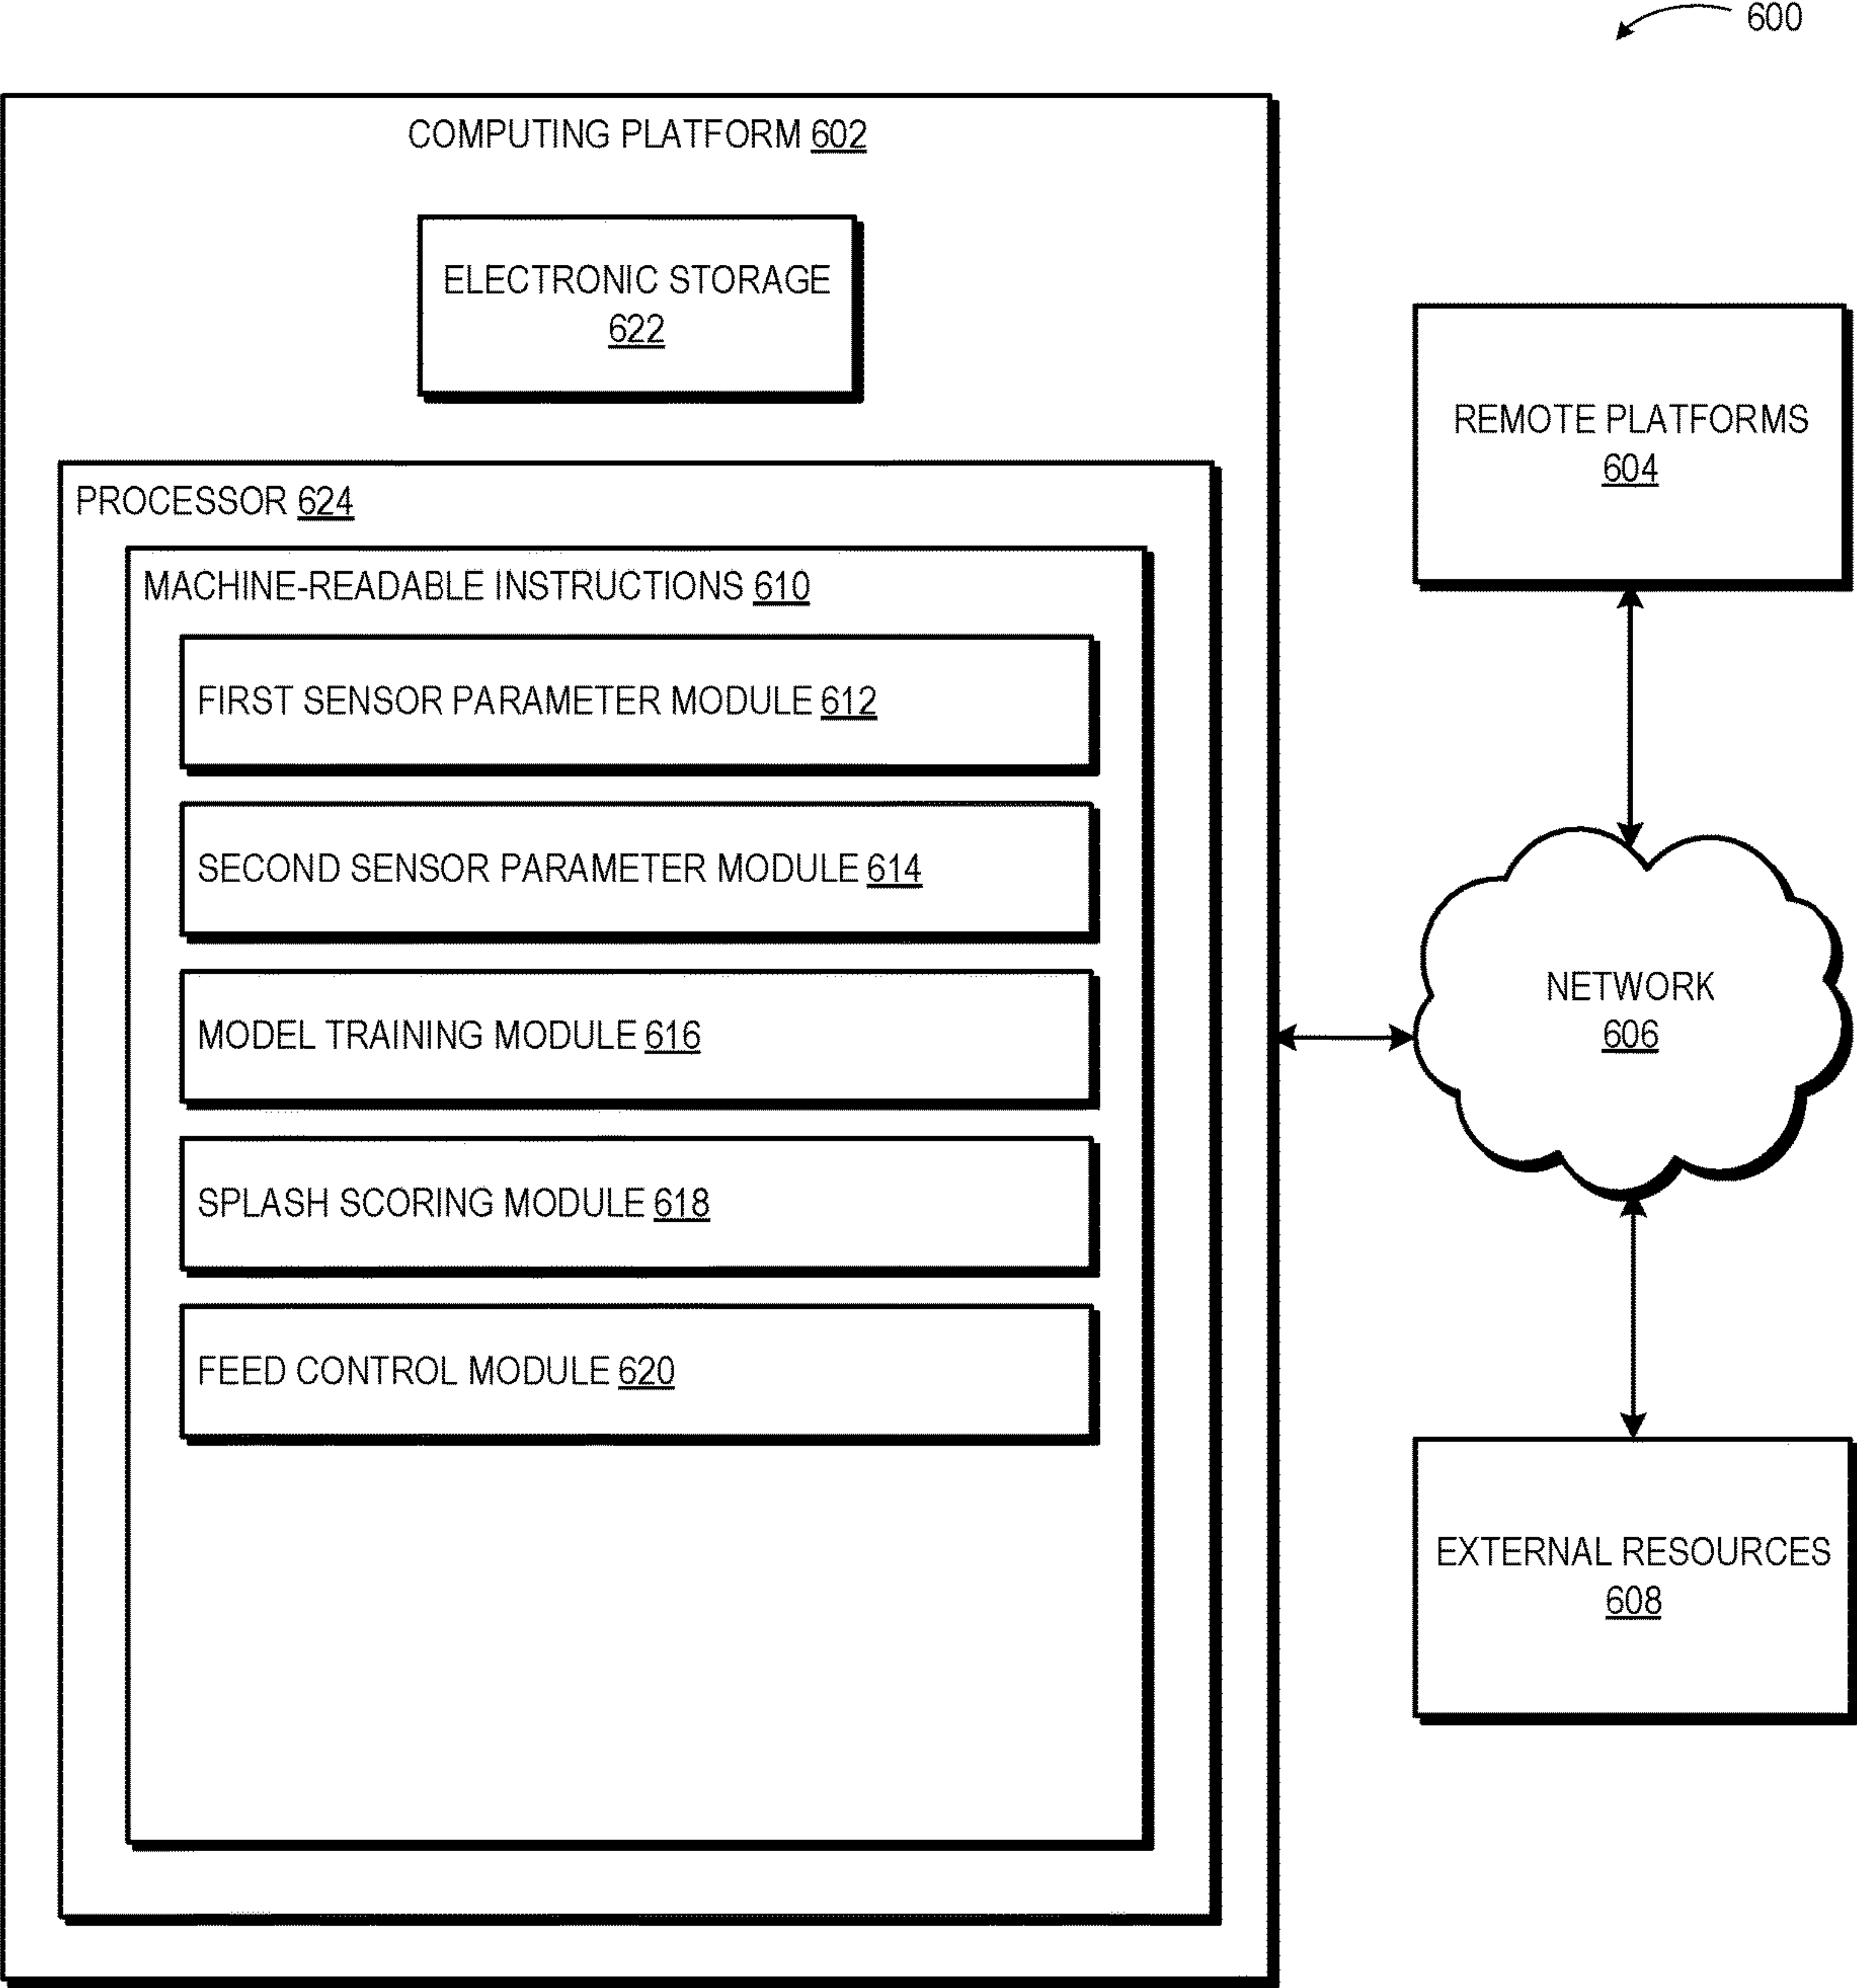 600
COMPUTING PLATFORM 602
ELECTRONIC STORAGE
622
PROCESSOR 624
MACHINE-READABLE INSTRUCTIONS 610
FIRST SENSOR PARAMETER MODULE 612
SECOND SENSOR PARAMETER MODULE 614
MODEL TRAINING MODULE 616
SPLASH SCORING MODULE 618
FEED CONTROL MODULE 620
REMOTE PLATFORMS
604
NETWORK
606
EXTERNAL RESOURCES
608